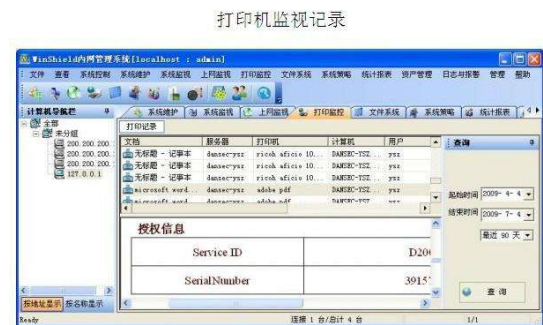 打印机监视记录
WinShield内网管理系统[localhost : admin]
文件 查看 系统控制 系统维护 系统监视 上网监视 打印监控 文件系统 系统策略 统计报表 资产管理 日志与报警 管理 帮助
计算机导航栏
系统维护 系统监视 上网监视 打印监控 文件系统 系统策略 统计报表
全部
未分组
200.200.200.
200.200.200.
200.200.200.
127.0.0.1
打印记录
文档 服务器 打印机 计算机 用户
无标题 - 记事本 dansec-ysz ricoh aficio 10... DANSEC-YSZ... ysz
无标题 - 记事本 dansec-ysz ricoh aficio 10... DANSEC-YSZ... ysz
无标题 - 记事本 dansec-ysz ricoh aficio 10... DANSEC-YSZ... ysz
microsoft word... dansec-ysz adobe pdf DANSEC-YSZ... ysz
microsoft word... dansec-ysz adobe pdf DANSEC-YSZ... ysz
授权信息
Service ID D20
SerialNumber 3915
查询
起始时间 2009- 4- 4
结束时间 2009- 7- 4
最近 90 天
查 询
按地址显示 按名称显示
Ready 连接 1 台/总计 4 台 1/1